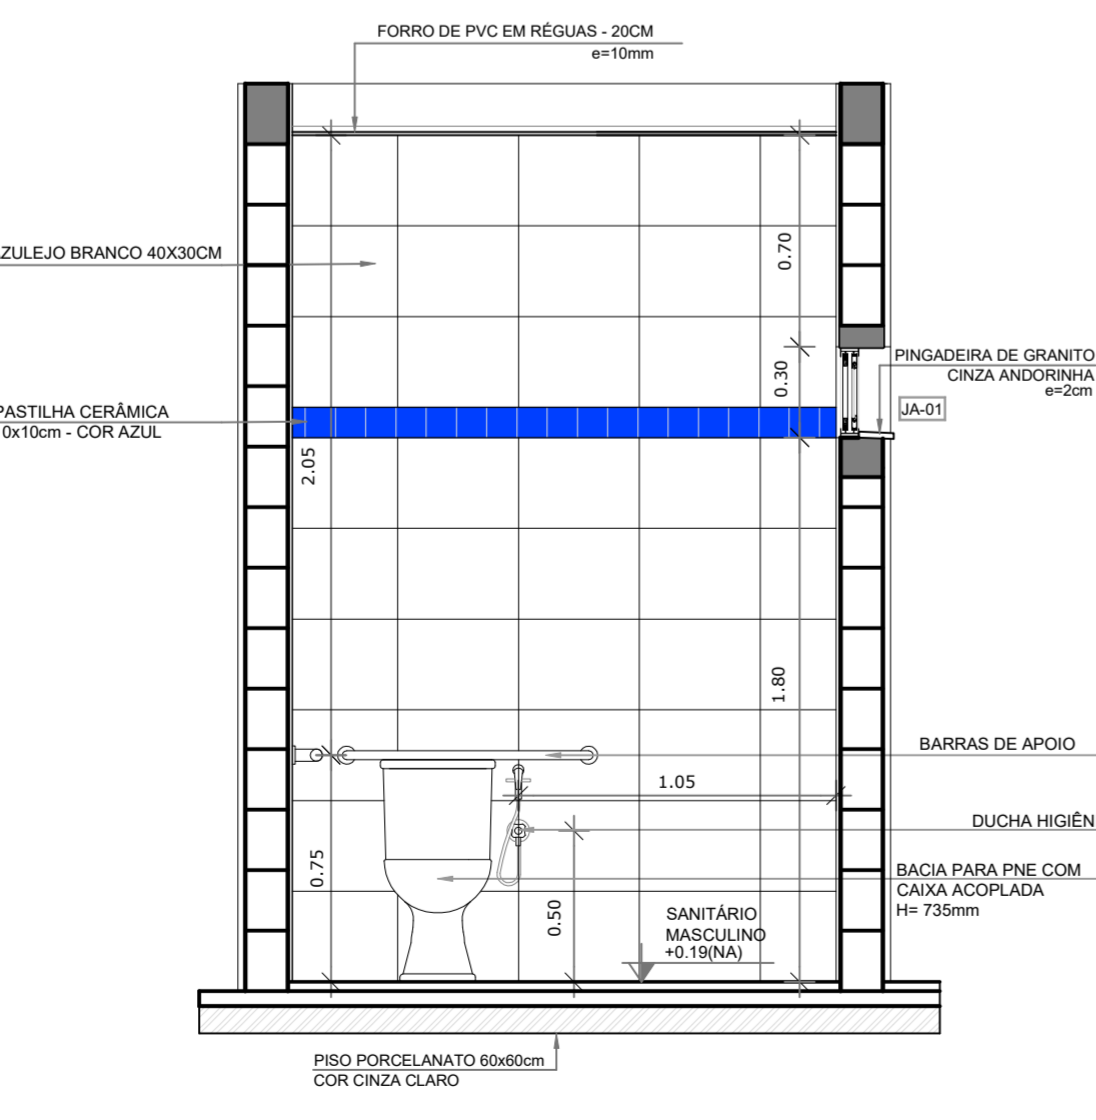 FORRO DE PVC EM RÉGUAS - 20CM
e=10mm
0.70
AZULEJO BRANCO 40X30CM
0.30
PINGADEIRA DE GRANITO
CINZA ANDORINHA
e=2cm
JA-01
PASTILHA CERÂMICA
0x10cm - COR AZUL
2.05
1.80
BARRAS DE APOIO
1.05
DUCHA HIGIÊN
0.75
BACIA PARA PNE COM
CAIXA ACOPLADA
H= 735mm
0.50
SANITÁRIO
MASCULINO
+0.19(NA)
PISO PORCELANATO 60x60cm
COR CINZA CLARO